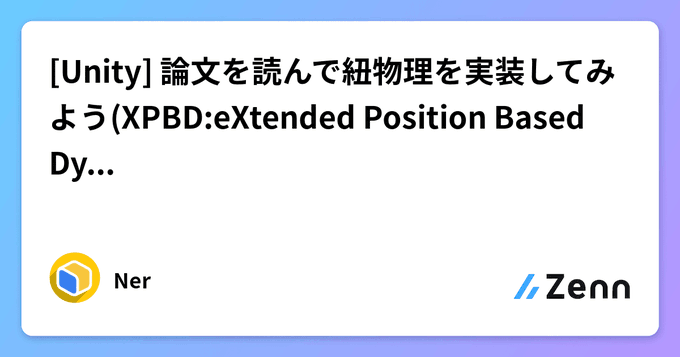 [Unity] 論文を読んで紐物理を実装してみ
よう(XPBD:eXtended Position Based
Dy...
Ner
Zenn